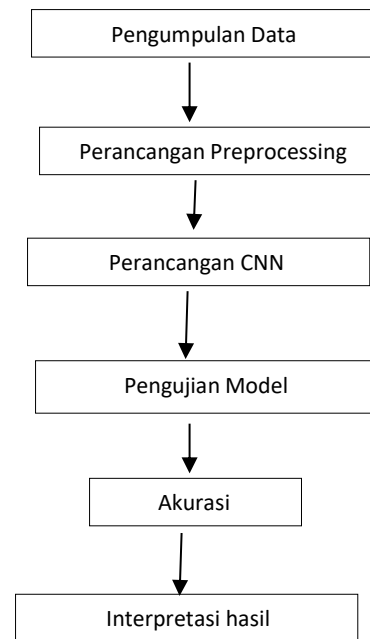 Pengumpulan Data
Perancangan Preprocessing
Perancangan CNN
Pengujian Model
Akurasi
Interpretasi hasil